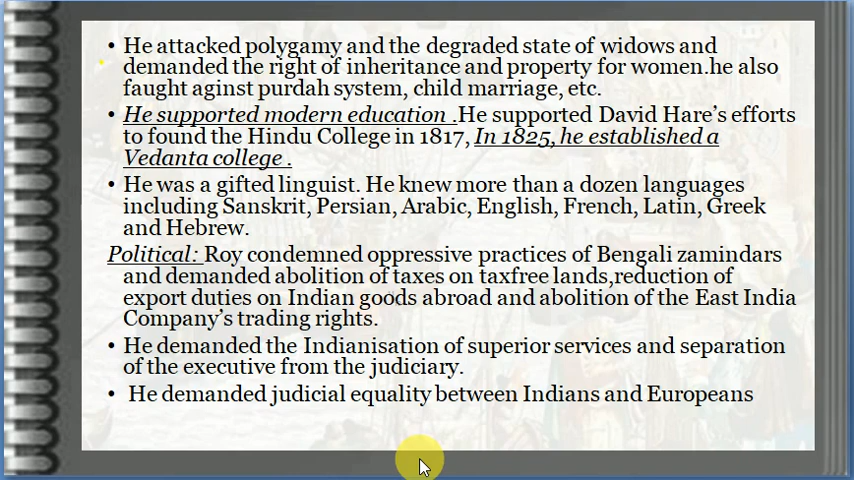 • He attacked polygamy and the degraded state of widows and
demanded the right of inheritance and property for women.he also
faught aginst purdah system, child marriage, etc.
• He supported modern education .He supported David Hare's efforts
to found the Hindu College in 1817, In 1825, he established a
Vedanta college .
• He was a gifted linguist. He knew more than a dozen languages
including Sanskrit, Persian, Arabic, English, French, Latin, Greek
and Hebrew.
Political: Roy condemned oppressive practices of Bengali zamindars
and demanded abolition of taxes on taxfree lands,reduction of
export duties on Indian goods abroad and abolition of the East India
Company's trading rights.
• He demanded the Indianisation of superior services and separation
of the executive from the judiciary.
• He demanded judicial equality between Indians and Europeans